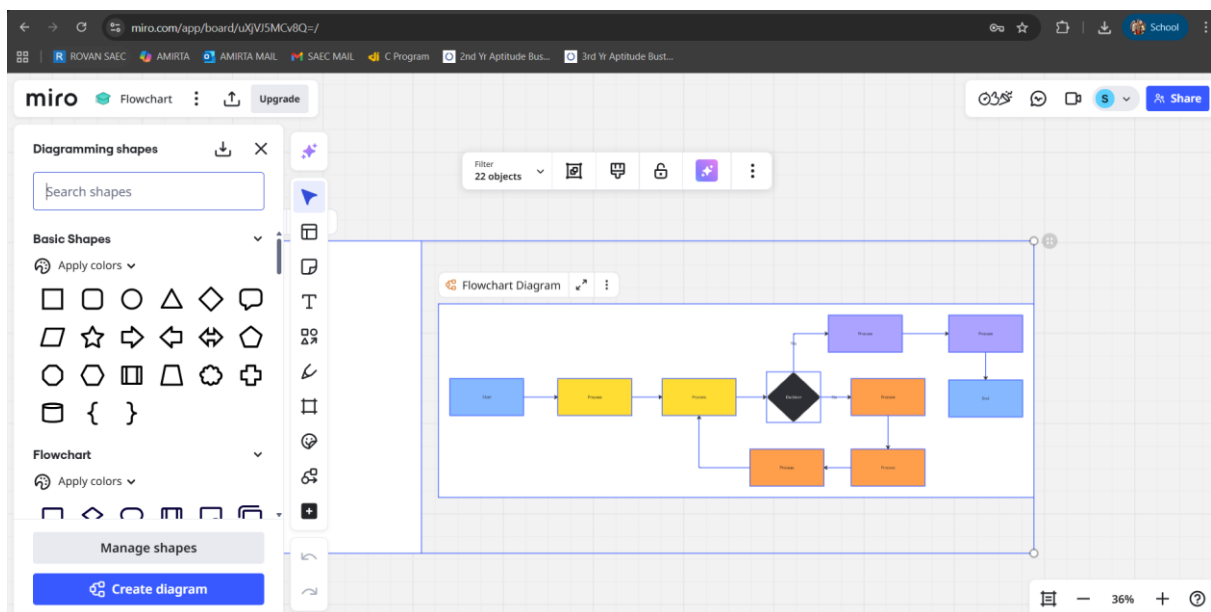 miro.com/app/board/uXjVJ5MCv8Q=/
School
ROVAN SAEC AMIRTA AMIRTA MAIL SAEC MAIL C Program 2nd Yr Aptitude Bus... 3rd Yr Aptitude Bust...
miro Flowchart Upgrade
S Share
Diagramming shapes
Search shapes
Filter
22 objects
Basic Shapes
Apply colors
Flowchart Diagram
Process Process
Yes
Start Process Process Decision No Process End
Process Process
Flowchart
Apply colors
Manage shapes
Create diagram
36%